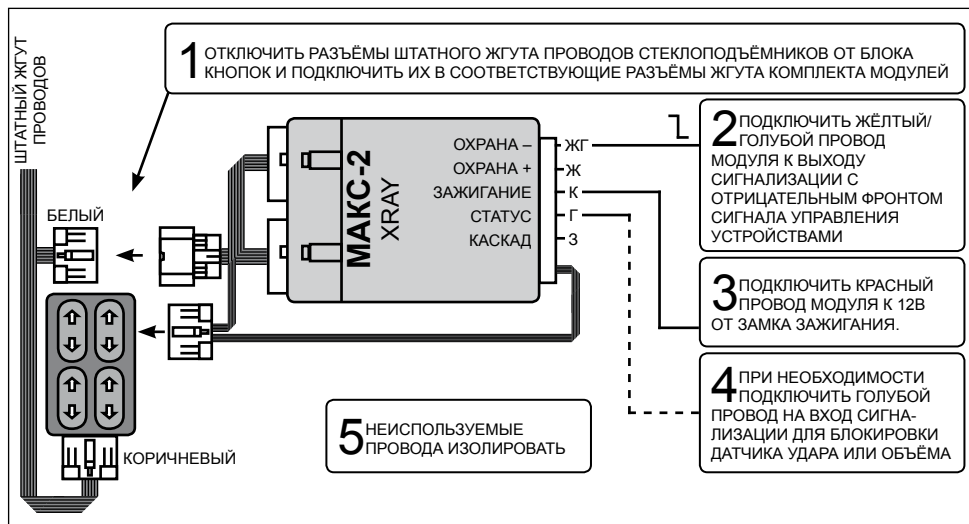 ШТАТНЫЙ ЖГУТ
ПРОВОДОВ
1 ОТКЛЮЧИТЬ РАЗЪЁМЫ ШТАТНОГО ЖГУТА ПРОВОДОВ СТЕКЛОПОДЪЁМНИКОВ ОТ БЛОКА
КНОПОК И ПОДКЛЮЧИТЬ ИХ В СООТВЕТСТВУЮЩИЕ РАЗЪЁМЫ ЖГУТА КОМПЛЕКТА МОДУЛЕЙ
БЕЛЫЙ
МАКС-2
XRAY
ОХРАНА – ЖГ
ОХРАНА + Ж
ЗАЖИГАНИЕ К
СТАТУС Г
КАСКАД З
2 ПОДКЛЮЧИТЬ ЖЁЛТЫЙ/
ГОЛУБОЙ ПРОВОД
МОДУЛЯ К ВЫХОДУ
СИГНАЛИЗАЦИИ С
ОТРИЦАТЕЛЬНЫМ ФРОНТОМ
СИГНАЛА УПРАВЛЕНИЯ
УСТРОЙСТВАМИ
3 ПОДКЛЮЧИТЬ КРАСНЫЙ
ПРОВОД МОДУЛЯ К 12В
ОТ ЗАМКА ЗАЖИГАНИЯ.
4 ПРИ НЕОБХОДИМОСТИ
ПОДКЛЮЧИТЬ ГОЛУБОЙ
ПРОВОД НА ВХОД СИГНА-
ЛИЗАЦИИ ДЛЯ БЛОКИРОВКИ
ДАТЧИКА УДАРА ИЛИ ОБЪЁМА
5 НЕИСПОЛЬЗУЕМЫЕ
ПРОВОДА ИЗОЛИРОВАТЬ
КОРИЧНЕВЫЙ